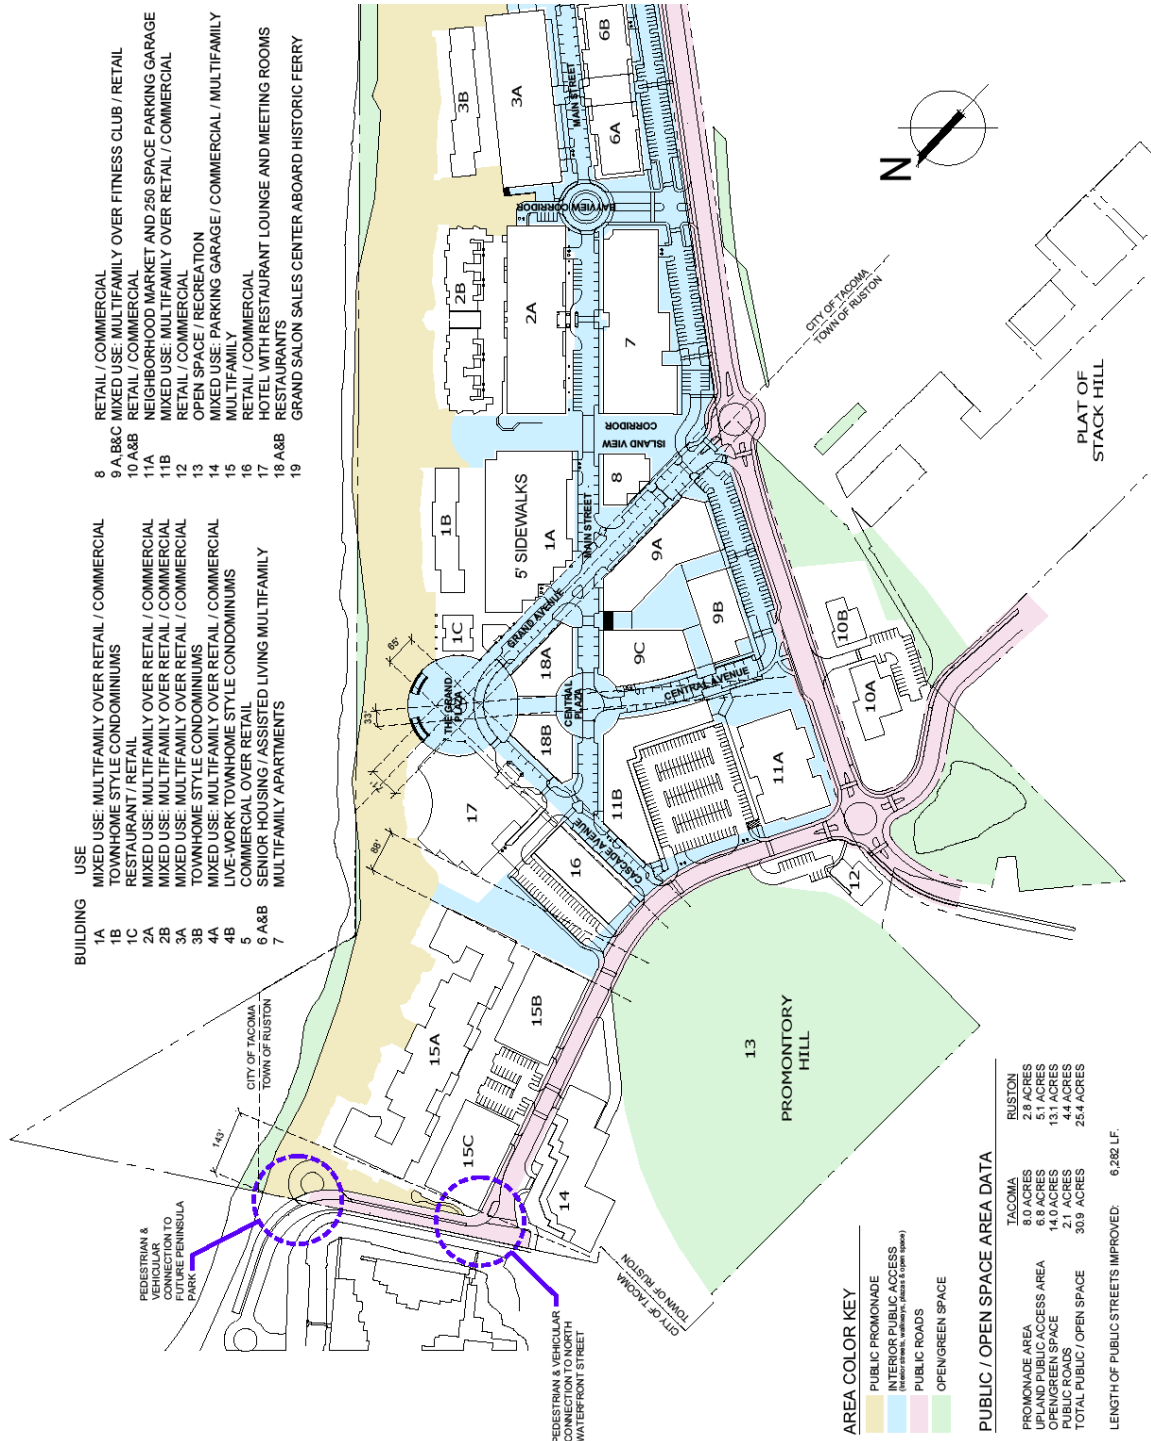 BUILDING USE
1A MIXED USE: MULTIFAMILY OVER RETAIL / COMMERCIAL
1B TOWNHOME STYLE CONDOMINIUMS
1C RESTAURANT / RETAIL
2A MIXED USE: MULTIFAMILY OVER RETAIL / COMMERCIAL
2B MIXED USE: MULTIFAMILY OVER RETAIL / COMMERCIAL
3A MIXED USE: MULTIFAMILY OVER RETAIL / COMMERCIAL
3B TOWNHOME STYLE CONDOMINIUMS
4A MIXED USE: MULTIFAMILY OVER RETAIL / COMMERCIAL
4B LIVE-WORK TOWNHOME STYLE CONDOMINUMS
5 COMMERCIAL OVER RETAIL
6 A&B SENIOR HOUSING / ASSISTED LIVING MULTIFAMILY
7 MULTIFAMILY APARTMENTS
8 RETAIL / COMMERCIAL
9 A,B&C MIXED USE: MULTIFAMILY OVER FITNESS CLUB / RETAIL
10 A&B RETAIL / COMMERCIAL
11A NEIGHBORHOOD MARKET AND 250 SPACE PARKING GARAGE
11B MIXED USE: MULTIFAMILY OVER RETAIL / COMMERCIAL
12 RETAIL / COMMERCIAL
13 OPEN SPACE / RECREATION
14 MIXED USE: PARKING GARAGE / COMMERCIAL / MULTIFAMILY
15 MULTIFAMILY
16 RETAIL / COMMERCIAL
17 HOTEL WITH RESTAURANT LOUNGE AND MEETING ROOMS
18 A&B RESTAURANTS
19 GRAND SALON SALES CENTER ABOARD HISTORIC FERRY
PEDESTRIAN &
VEHICULAR
CONNECTION TO
FUTURE PENINSULA
PARK
143'
CITY OF TACOMA
TOWN OF RUSTON
88'
33'
65'
15A
15B
15C
14
17
16
THE GRAND
PLAZA
1C
1B
5' SIDEWALKS
1A
2B
2A
3B
3A
6B
6A
MAIN STREET
BAYVIEW CORRIDOR
7
ISLAND VIEW
CORRIDOR
8
MAIN STREET
GRAND AVENUE
18A
18B
CENTRAL
PLAZA
9A
9B
9C
CENTRAL AVENUE
CASCADE AVENUE
11B
11A
10B
10A
12
13
PROMONTORY
HILL
CITY OF TACOMA
TOWN OF RUSTON
N
PLAT OF
STACK HILL
CITY OF TACOMA
TOWN OF RUSTON
PEDESTRIAN & VEHICULAR
CONNECTION TO NORTH
WATERFRONT STREET
AREA COLOR KEY
PUBLIC PROMENADE
INTERIOR PUBLIC ACCESS
(interior streets, walkways, plazas & open space)
PUBLIC ROADS
OPEN/GREEN SPACE
PUBLIC / OPEN SPACE AREA DATA
TACOMA RUSTON
PROMONADE AREA 8.0 ACRES 2.8 ACRES
UPLAND PUBLIC ACCESS AREA 6.8 ACRES 5.1 ACRES
OPEN/GREEN SPACE 14.0 ACRES 13.1 ACRES
PUBLIC ROADS 2.1 ACRES 4.4 ACRES
TOTAL PUBLIC / OPEN SPACE 30.9 ACRES 25.4 ACRES
LENGTH OF PUBLIC STREETS IMPROVED: 6,282 LF.